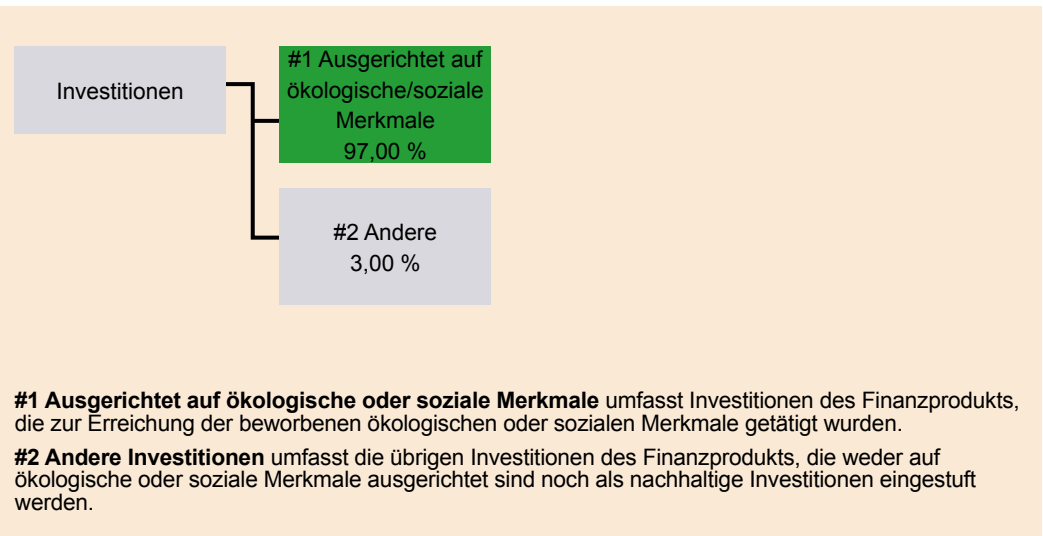 Investitionen
#1 Ausgerichtet auf
ökologische/soziale
Merkmale
97,00 %
#2 Andere
3,00 %
#1 Ausgerichtet auf ökologische oder soziale Merkmale umfasst Investitionen des Finanzprodukts,
die zur Erreichung der beworbenen ökologischen oder sozialen Merkmale getätigt wurden.
#2 Andere Investitionen umfasst die übrigen Investitionen des Finanzprodukts, die weder auf
ökologische oder soziale Merkmale ausgerichtet sind noch als nachhaltige Investitionen eingestuft
werden.